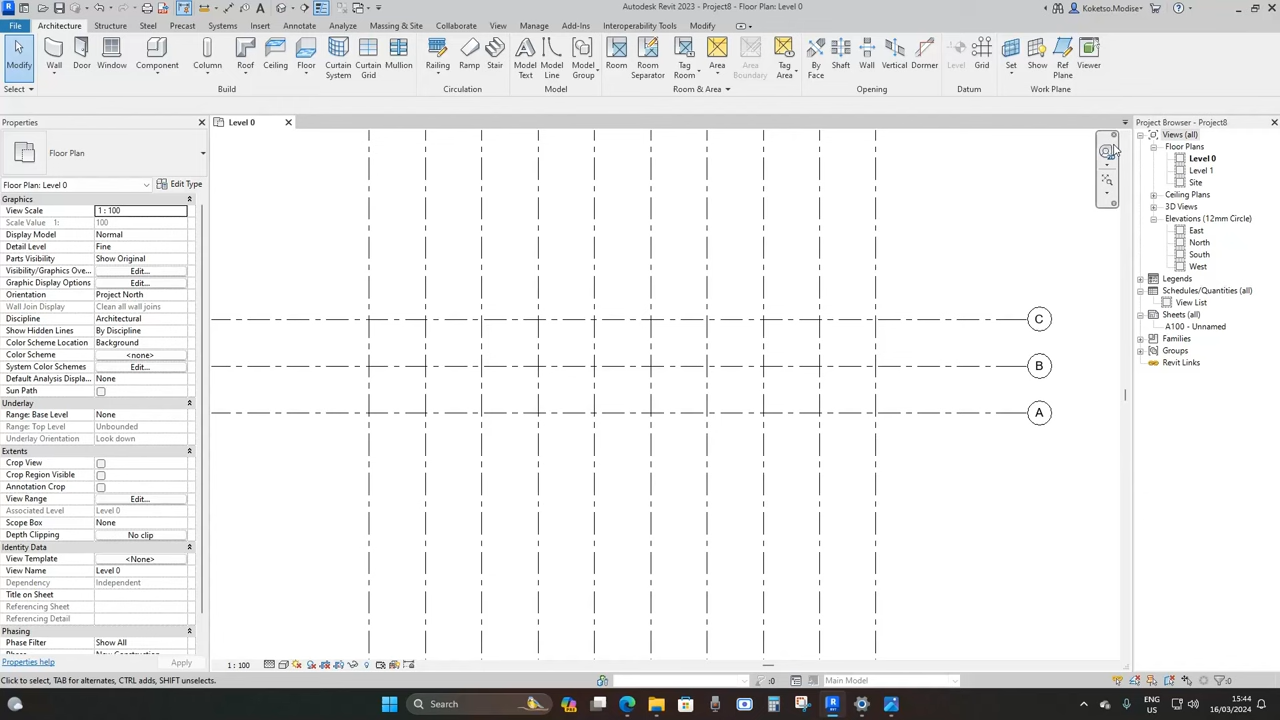 Autodesk Revit 2023 - Project8 - Floor Plan: Level 0
Koketso.Modise
File Architecture Structure Steel Precast Systems Insert Annotate Analyze Massing & Site Collaborate View Manage Add-Ins Interoperability Tools Modify
Modify Wall Door Window Component Column Roof Ceiling Floor Curtain System Curtain Grid Mullion Railing Ramp Stair Model Text Model Line Model Group Room Room Separator Tag Room Area Area Boundary Tag Area By Face Shaft Wall Vertical Dormer Level Grid Set Show Ref Plane Viewer
Select Build Circulation Model Room & Area Opening Datum Work Plane
Properties
Level 0
Project Browser - Project8
Floor Plan
Floor Plan: Level 0 Edit Type
Graphics
View Scale 1 : 100
Scale Value 1: 100
Display Model Normal
Detail Level Fine
Parts Visibility Show Original
Visibility/Graphics Ove... Edit...
Graphic Display Options Edit...
Orientation Project North
Wall Join Display Clean all wall joins
Discipline Architectural
Show Hidden Lines By Discipline
Color Scheme Location Background
Color Scheme <none>
System Color Schemes Edit...
Default Analysis Displa... None
Sun Path
Underlay
Range: Base Level None
Range: Top Level Unbounded
Underlay Orientation Look down
Extents
Crop View
Crop Region Visible
Annotation Crop
View Range Edit...
Associated Level Level 0
Scope Box None
Depth Clipping No clip
Identity Data
View Template <None>
View Name Level 0
Dependency Independent
Title on Sheet
Referencing Sheet
Referencing Detail
Phasing
Phase Filter Show All
Properties help Apply
C
B
A
Views (all)
Floor Plans
Level 0
Level 1
Site
Ceiling Plans
3D Views
Elevations (12mm Circle)
East
North
South
West
Legends
Schedules/Quantities (all)
View List
Sheets (all)
A100 - Unnamed
Families
Groups
Revit Links
1 : 100
Click to select, TAB for alternates, CTRL adds, SHIFT unselects.
:0
Main Model
:0
Search
ENG
US
15:44
16/03/2024